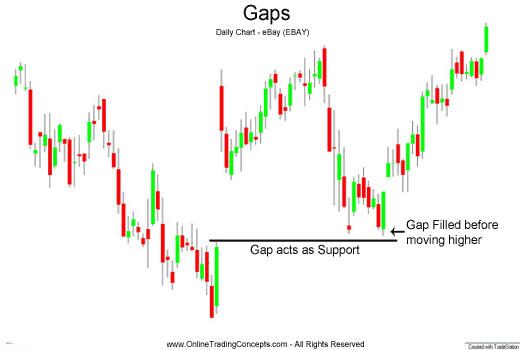 Gaps
Daily Chart - eBay (EBAY)
Gap Filled before
moving higher
Gap acts as Support
www.OnlineTradingConcepts.com - All Rights Reserved
Created with TradeStation